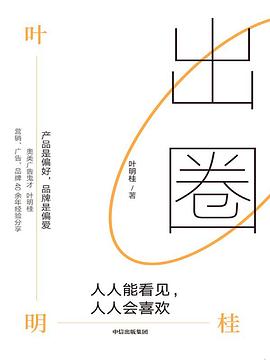 叶
明
桂
出
圈
叶明桂/著
产品是偏好,品牌是偏爱
奥美广告鬼才 叶明桂
营销、广告、品牌40余年经验分享
人人能看见,
人人会喜欢
中信出版集团